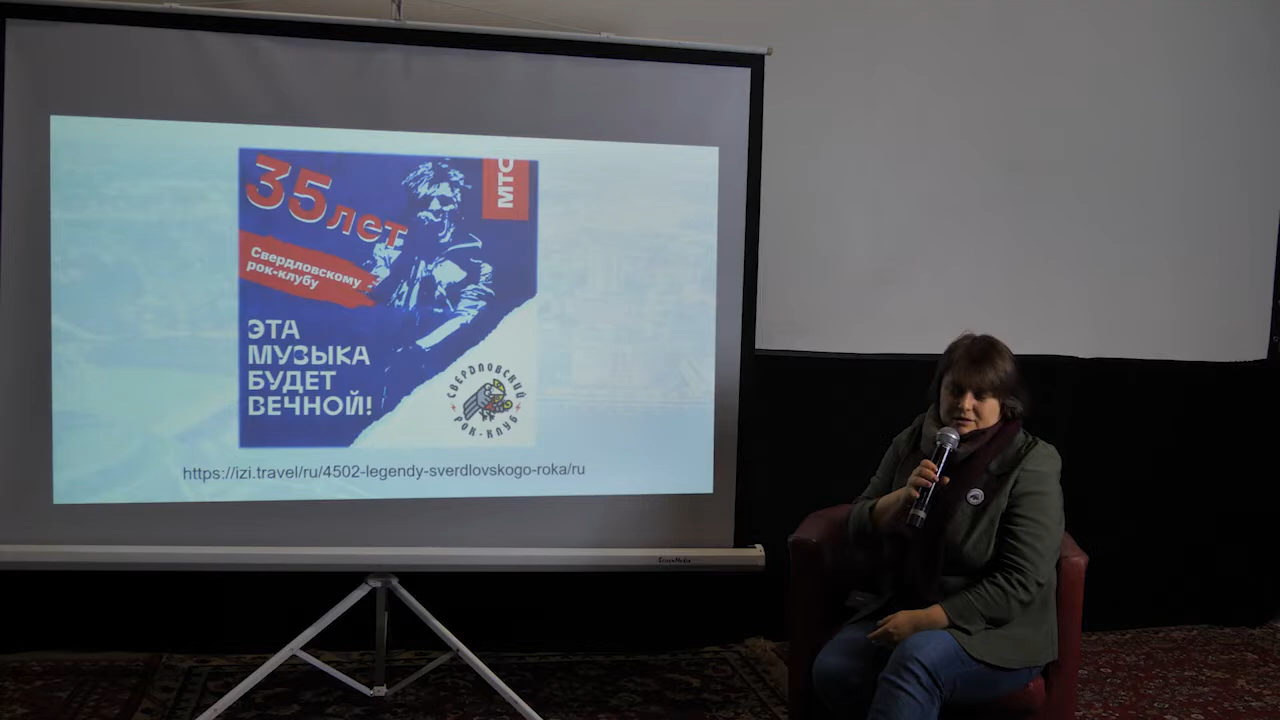 35лет
МТС
Свердловскому
рок-клубу
ЭТА
МУЗЫКА
БУДЕТ
ВЕЧНОЙ!
СВЕРДЛОВСКИЙ
РОК-КЛУБ
https://izi.travel/ru/4502-legendy-sverdlovskogo-roka/ru
ScreenMedia